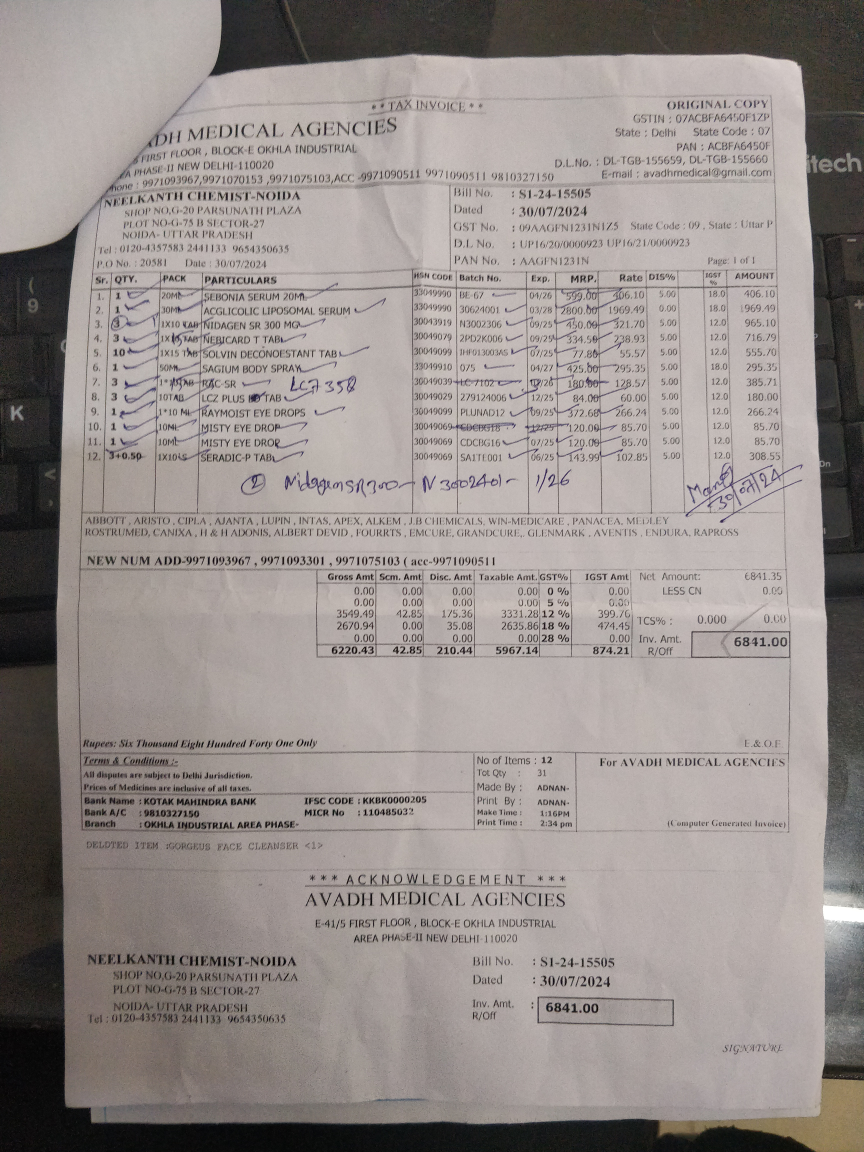 * * TAX INVOICE * *
ORIGINAL COPY
GSTIN : 07ACBFA6450F1ZP
State : Delhi State Code : 07
PAN : ACBFA6450F
D.L.No. : DL-TGB-155659, DL-TGB-155660
E-mail : avadhmedical@gmail.com
ADH MEDICAL AGENCIES
FIRST FLOOR , BLOCK-E OKHLA INDUSTRIAL
EA PHASE-II NEW DELHI-110020
hone : 9971093967,9971070153 ,9971075103,ACC -9971090511 9971090511 9810327150
NEELKANTH CHEMIST-NOIDA
SHOP NO,G-20 PARSUNATH PLAZA
PLOT NO-G-75 B SECTOR-27
NOIDA- UTTAR PRADESH
Tel : 0120-4357583 2441133 9654350635
P.O No. : 20581 Date : 30/07/2024
Bill No. : S1-24-15505
Dated : 30/07/2024
GST No. : 09AAGFN1231N1Z5 State Code : 09 , State : Uttar P
D.L No. : UP16/20/0000923 UP16/21/0000923
PAN No. : AAGFN1231N Page: 1 of 1
Sr. QTY. PACK PARTICULARS HSN CODE Batch No. Exp. MRP. Rate DIS% IGST % AMOUNT
1. 1 20ML SEBONIA SERUM 20ML 33049990 BE-67 04/26 599.00 406.10 5.00 18.0 406.10
2. 1 30ML ACGLICOLIC LIPOSOMAL SERUM 33049990 30624001 03/28 2800.00 1969.49 0.00 18.0 1969.49
3. 3 1X10 TAB NIDAGEN SR 300 MG 30043919 N3002306 09/25 450.00 321.70 5.00 12.0 965.10
4. 3 TAB NEBICARD T TAB 30049079 2PD2K006 09/25 334.50 238.93 5.00 12.0 716.79
5. 10 1X15 TAB SOLVIN DECONOESTANT TAB 30049099 IHF013003AS 07/25 77.80 55.57 5.00 12.0 555.70
6. 1 50ML SAGIUM BODY SPRAY 33049910 075 04/27 425.00 295.35 5.00 18.0 295.35
7. 3 RAC-SR LC7358 30049039 LC-7102 180.00 128.57 5.00 12.0 385.71
8. 3 10TAB LCZ PLUS TAB 30049029 279124006 12/25 84.00 60.00 5.00 12.0 180.00
9. 1 1*10 ML RAYMOIST EYE DROPS 30049099 PLUNAD12 09/25 372.68 266.24 5.00 12.0 266.24
10. 1 10ML MISTY EYE DROP 30049069 CDCBG18 12/25 120.00 85.70 5.00 12.0 85.70
11. 1 10ML MISTY EYE DROP 30049069 CDCBG16 07/25 120.00 85.70 5.00 12.0 85.70
12. 3+0.50 1X10 SERADIC-P TAB 30049069 SA1TE001 06/25 143.99 102.85 5.00 12.0 308.55
② NidagenSR300- N3002401- 1/26
30/07/24
ABBOTT , ARISTO , CIPLA , AJANTA , LUPIN , INTAS, APEX, ALKEM , J.B CHEMICALS, WIN-MEDICARE , PANACEA, MEDLEY
ROSTRUMED, CANIXA , H & H ADONIS, ALBERT DEVID , FOURRTS , EMCURE, GRANDCURE,. GLENMARK , AVENTIS , ENDURA, RAPROSS
NEW NUM ADD-9971093967 , 9971093301 , 9971075103 ( acc-9971090511
Gross Amt Scm. Amt Disc. Amt Taxable Amt. GST% IGST Amt
0.00 0.00 0.00 0.00 0 % 0.00
0.00 0.00 0.00 0.00 5 % 0.00
3549.49 42.85 175.36 3331.28 12 % 399.76
2670.94 0.00 35.08 2635.86 18 % 474.45
0.00 0.00 0.00 0.00 28 % 0.00
6220.43 42.85 210.44 5967.14 874.21
Net Amount: 6841.35
LESS CN 0.00
TCS% : 0.000 0.00
Inv. Amt. R/Off 6841.00
Rupees: Six Thousand Eight Hundred Forty One Only
E.& O.E
Terms & Conditions :-
All disputes are subject to Delhi Jurisdiction.
Prices of Medicines are inclusive of all taxes.
Bank Name : KOTAK MAHINDRA BANK IFSC CODE : KKBK0000205
Bank A/C : 9810327150 MICR No : 110485032
Branch : OKHLA INDUSTRIAL AREA PHASE-
No of Items : 12
Tot Qty : 31
Made By : ADNAN-
Print By : ADNAN-
Make Time : 1:16PM
Print Time : 2:34 pm
For AVADH MEDICAL AGENCIES
(Computer Generated Invoice)
DELDTED ITEM :GORGEUS FACE CLEANSER <1>
* * * ACKNOWLEDGEMENT * * *
AVADH MEDICAL AGENCIES
E-41/5 FIRST FLOOR , BLOCK-E OKHLA INDUSTRIAL
AREA PHASE-II NEW DELHI-110020
NEELKANTH CHEMIST-NOIDA
SHOP NO,G-20 PARSUNATH PLAZA
PLOT NO-G-75 B SECTOR-27
NOIDA- UTTAR PRADESH
Tel : 0120-4357583 2441133 9654350635
Bill No. : S1-24-15505
Dated : 30/07/2024
Inv. Amt. R/Off : 6841.00
SIGNATURE
itech
( 9
K